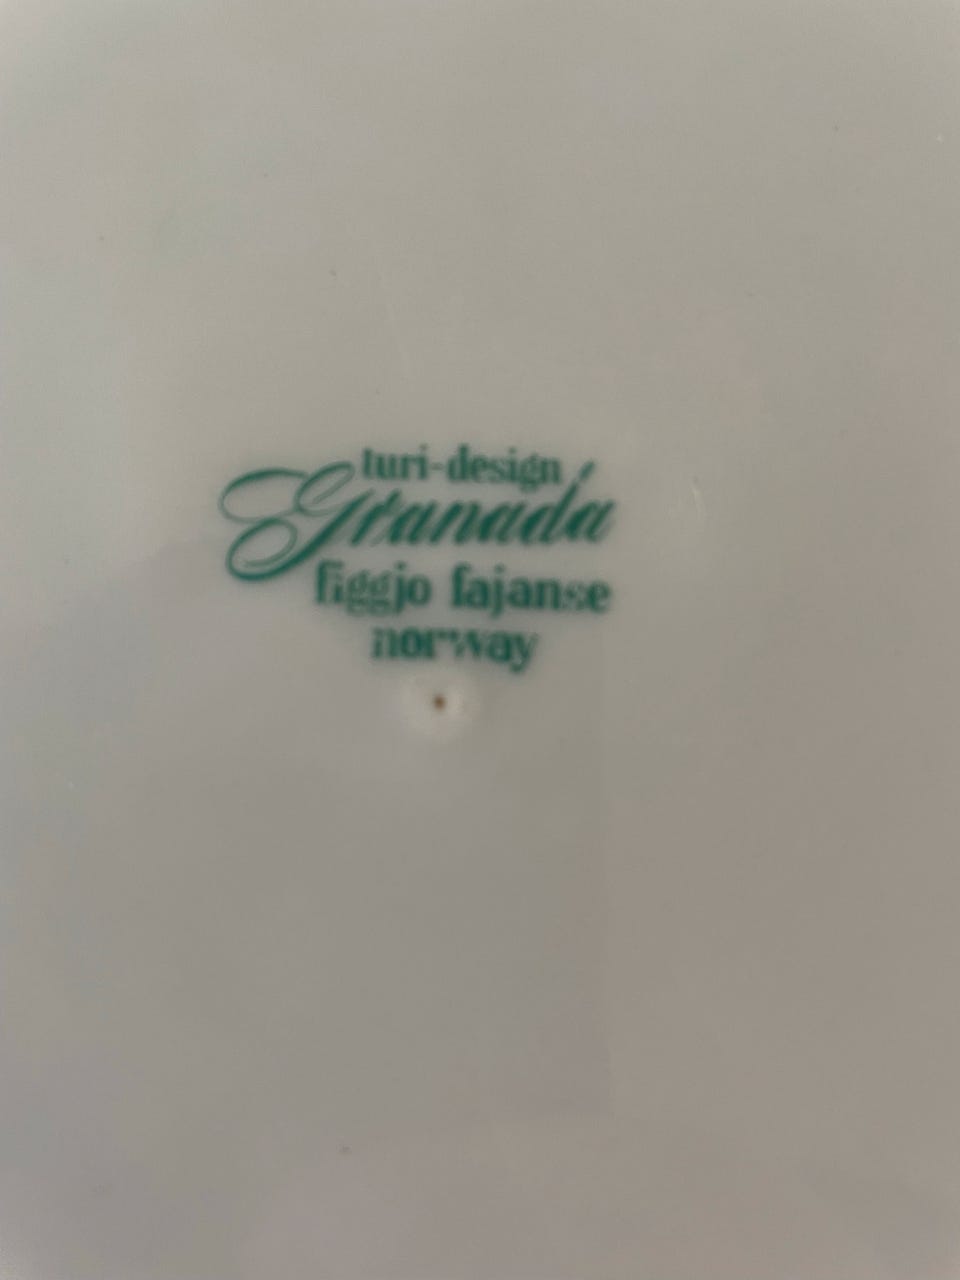 turi-design
Granada
figgjo fajanse
norway